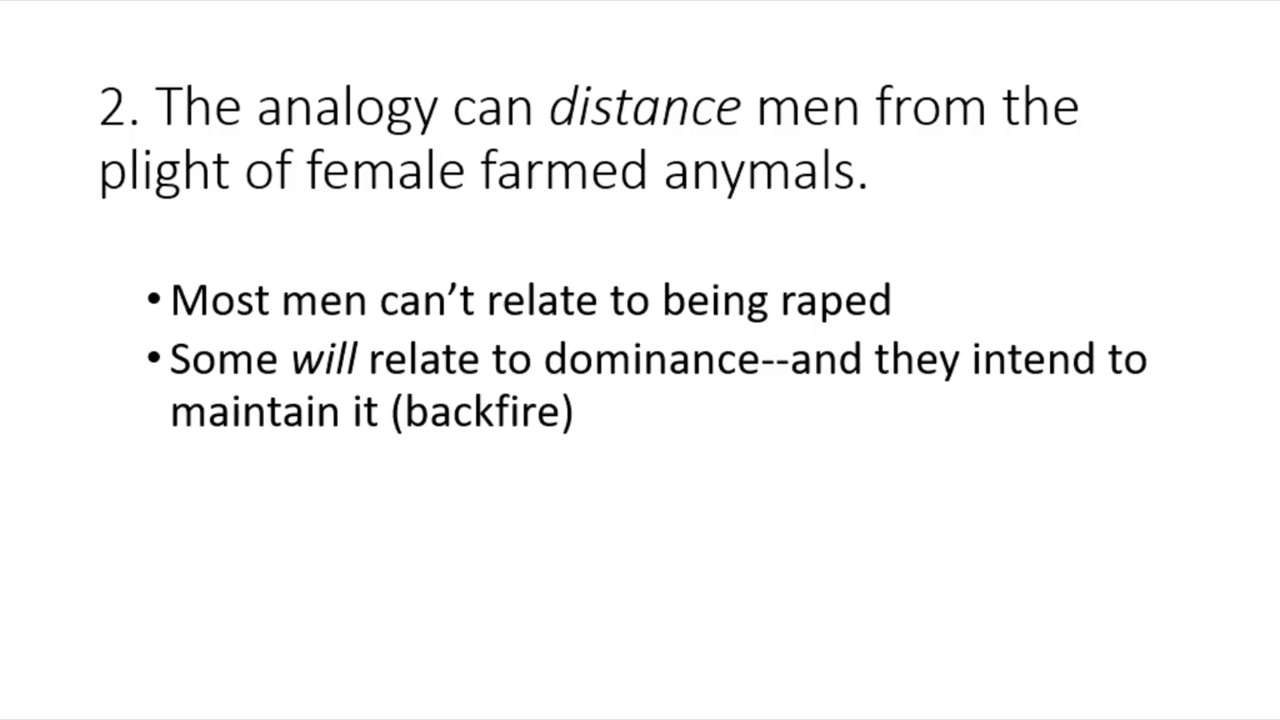 2. The analogy can distance men from the
plight of female farmed anymals.
• Most men can’t relate to being raped
• Some will relate to dominance--and they intend to
maintain it (backfire)